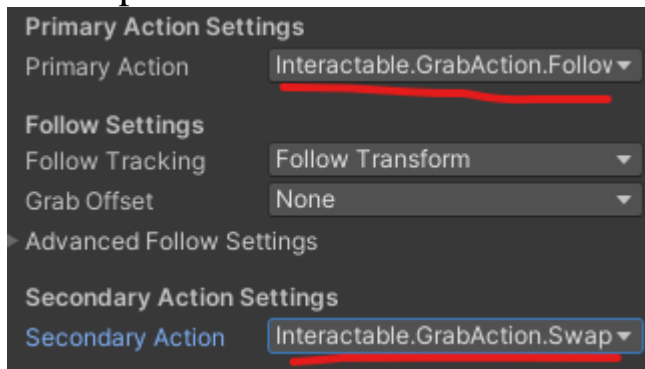 Primary Action Settings
Primary Action Interactable.GrabAction.Follow
Follow Settings
Follow Tracking Follow Transform
Grab Offset None
Advanced Follow Settings
Secondary Action Settings
Secondary Action Interactable.GrabAction.Swap